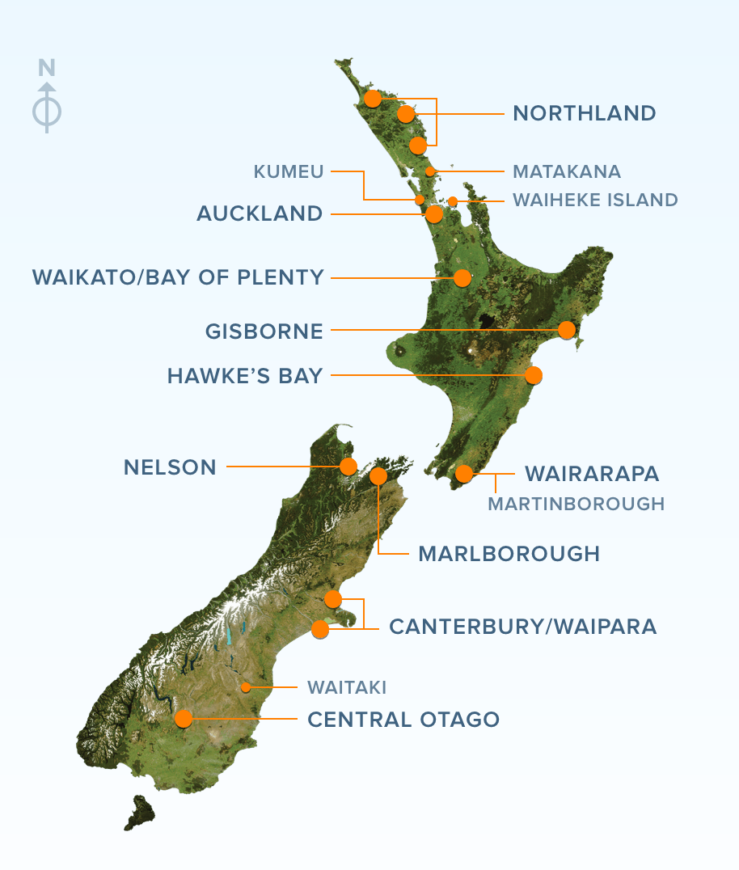 N
NORTHLAND
KUMEU
MATAKANA
WAIHEKE ISLAND
AUCKLAND
WAIKATO/BAY OF PLENTY
GISBORNE
HAWKE’S BAY
NELSON
WAIRARAPA
MARTINBOROUGH
MARLBOROUGH
CANTERBURY/WAIPARA
WAITAKI
CENTRAL OTAGO